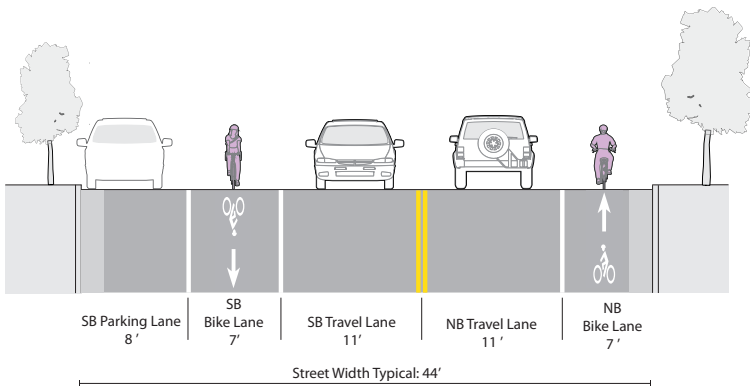 SB Parking Lane
8 ’
SB
Bike Lane
7’
SB Travel Lane
11’
NB Travel Lane
11 ’
NB
Bike Lane
7 ’
Street Width Typical: 44’